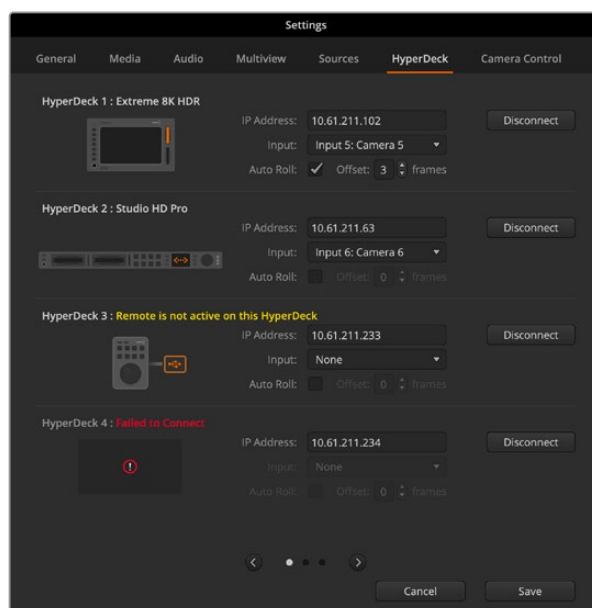 Settings
General Media Audio Multiview Sources HyperDeck Camera Control
HyperDeck 1 : Extreme 8K HDR
IP Address: 10.61.211.102 Disconnect
Input: Input 5: Camera 5
Auto Roll: Offset: 3 frames
HyperDeck 2 : Studio HD Pro
IP Address: 10.61.211.63 Disconnect
Input: Input 6: Camera 6
Auto Roll: Offset: 0 frames
HyperDeck 3 : Remote is not active on this HyperDeck
IP Address: 10.61.211.233 Disconnect
Input: None
Auto Roll: Offset: 0 frames
HyperDeck 4 : Failed to Connect
IP Address: 10.61.211.234 Disconnect
Input: None
Auto Roll: Offset: 0 frames
Cancel Save